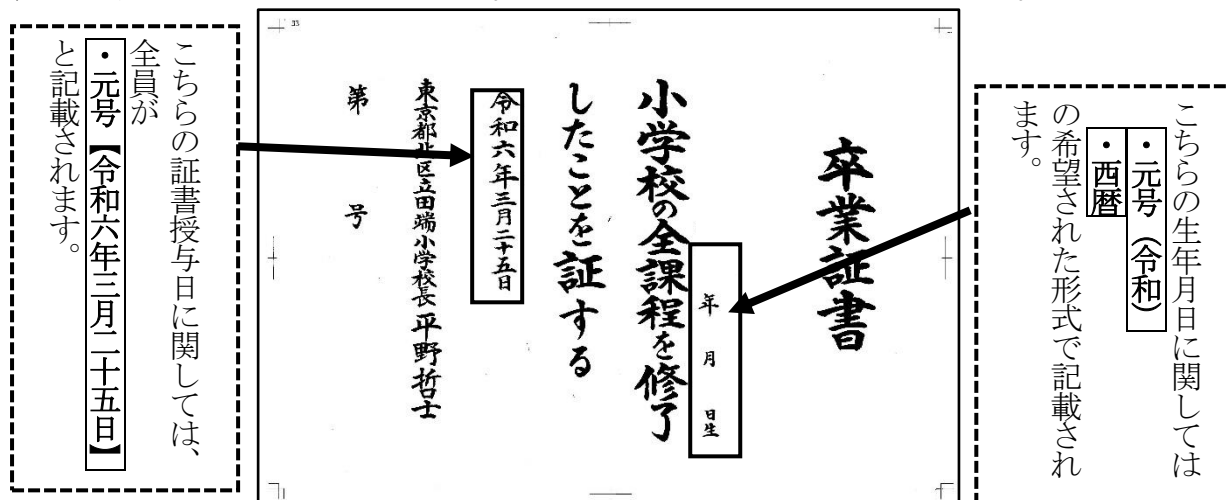 こちらの生年月日に関しては
・元号（令和）
・西暦
の希望された形式で記載され
ます。
卒業証書
年 月 日生
小学校の全課程を修了
したことを証する
令和六年三月二十五日
東京都北区立田端小学校長 平野哲士
第 号
こちらの証書授与日に関しては、
全員が
・元号【令和六年三月二十五日】
と記載されます。